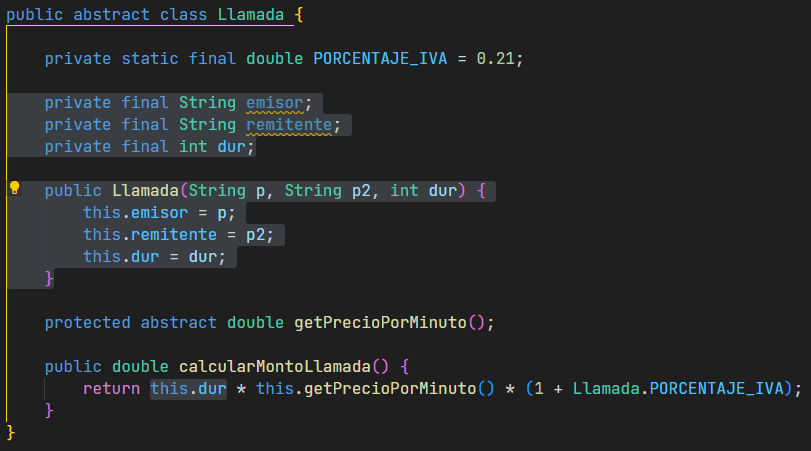 public abstract class Llamada {
private static final double PORCENTAJE_IVA = 0.21;
private final String emisor;
private final String remitente;
private final int dur;
public Llamada(String p, String p2, int dur) {
this.emisor = p;
this.remitente = p2;
this.dur = dur;
}
protected abstract double getPrecioPorMinuto();
public double calcularMontoLlamada() {
return this.dur * this.getPrecioPorMinuto() * (1 + Llamada.PORCENTAJE_IVA);
}
}